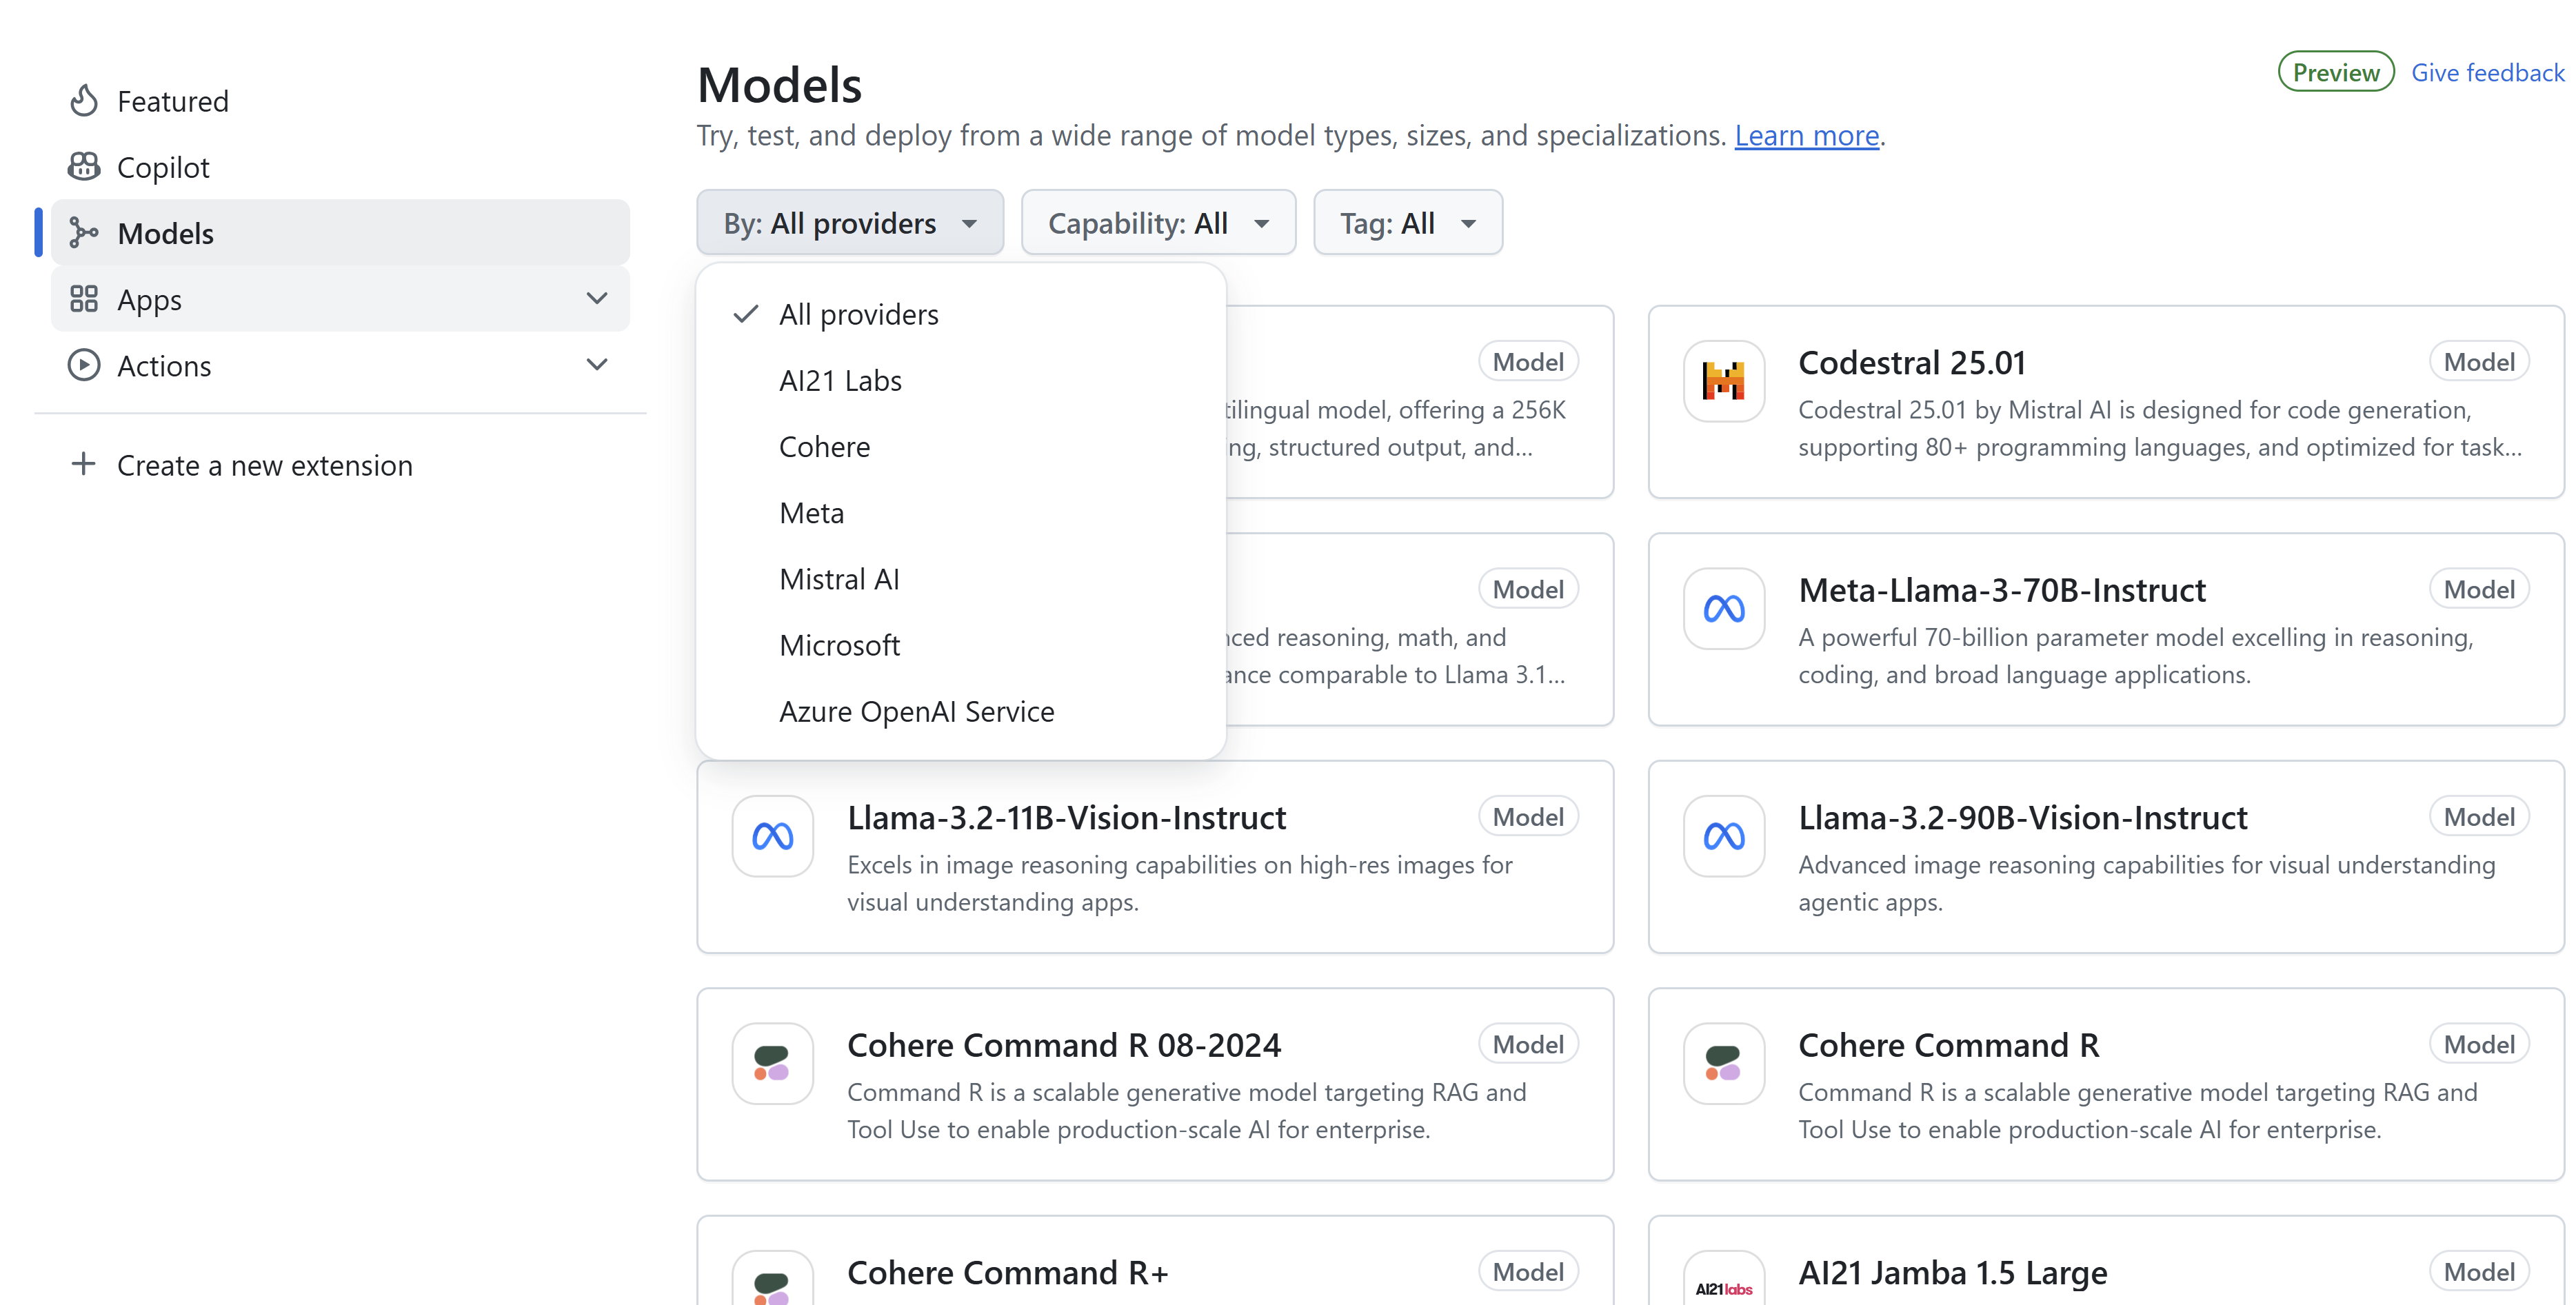 Featured
Copilot
Models
Apps
Actions
Create a new extension
Models
Preview
Give feedback
Try, test, and deploy from a wide range of model types, sizes, and specializations. Learn more.
By: All providers
Capability: All
Tag: All
All providers
AI21 Labs
Cohere
Meta
Mistral AI
Microsoft
Azure OpenAI Service
Model
model, offering a 256K
structured output, and...
Codestral 25.01
Model
Codestral 25.01 by Mistral AI is designed for code generation,
supporting 80+ programming languages, and optimized for task...
Model
reasoning, math, and
comparable to Llama 3.1...
Meta-Llama-3-70B-Instruct
Model
A powerful 70-billion parameter model excelling in reasoning,
coding, and broad language applications.
Llama-3.2-11B-Vision-Instruct
Model
Excels in image reasoning capabilities on high-res images for
visual understanding apps.
Llama-3.2-90B-Vision-Instruct
Model
Advanced image reasoning capabilities for visual understanding
agentic apps.
Cohere Command R 08-2024
Model
Command R is a scalable generative model targeting RAG and
Tool Use to enable production-scale AI for enterprise.
Cohere Command R
Model
Command R is a scalable generative model targeting RAG and
Tool Use to enable production-scale AI for enterprise.
Cohere Command R+
Model
AI21labs
AI21 Jamba 1.5 Large
Model